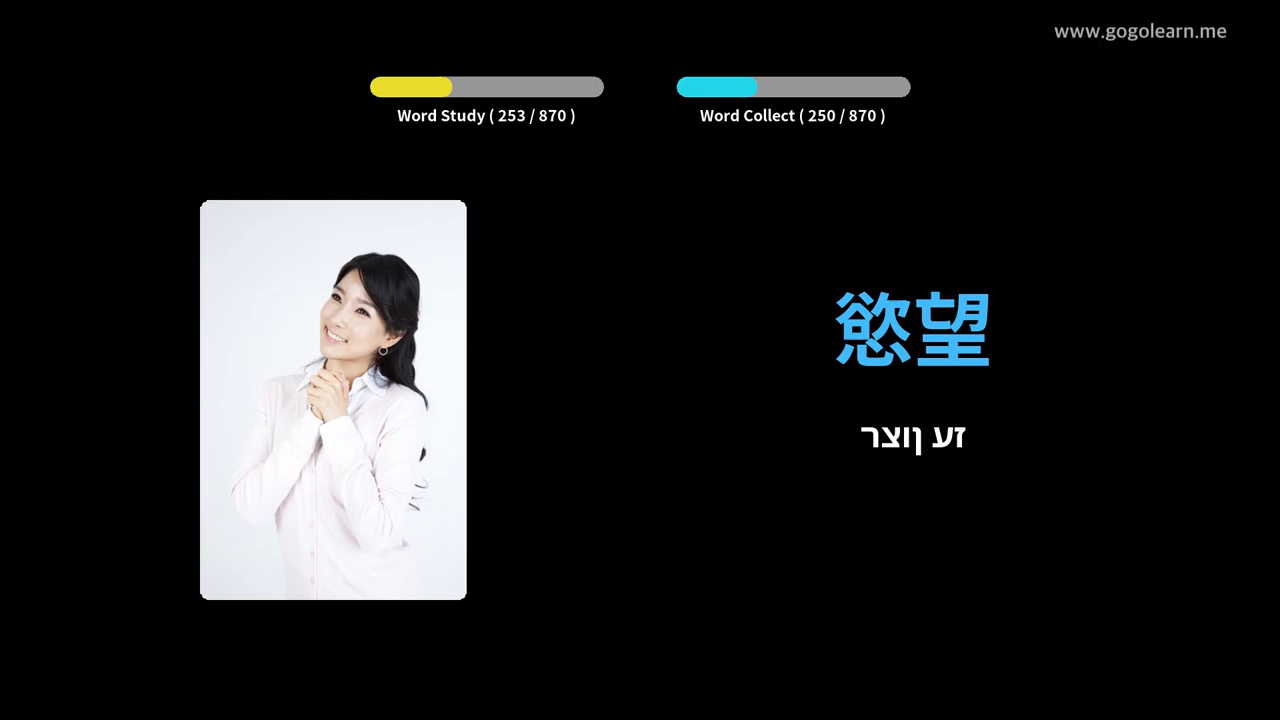 www.gogolearn.me
Word Study ( 253 / 870 )
Word Collect ( 250 / 870 )
慾望
רצון עז